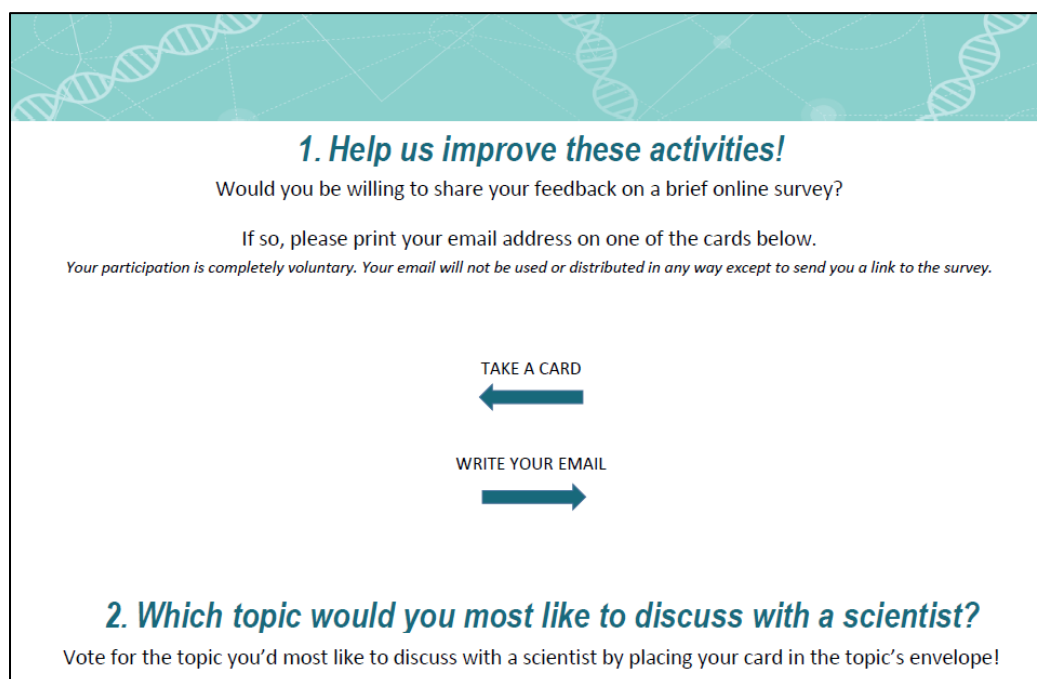 1. Help us improve these activities!
Would you be willing to share your feedback on a brief online survey?
If so, please print your email address on one of the cards below.
Your participation is completely voluntary. Your email will not be used or distributed in any way except to send you a link to the survey.
TAKE A CARD
WRITE YOUR EMAIL
2. Which topic would you most like to discuss with a scientist?
Vote for the topic you’d most like to discuss with a scientist by placing your card in the topic’s envelope!